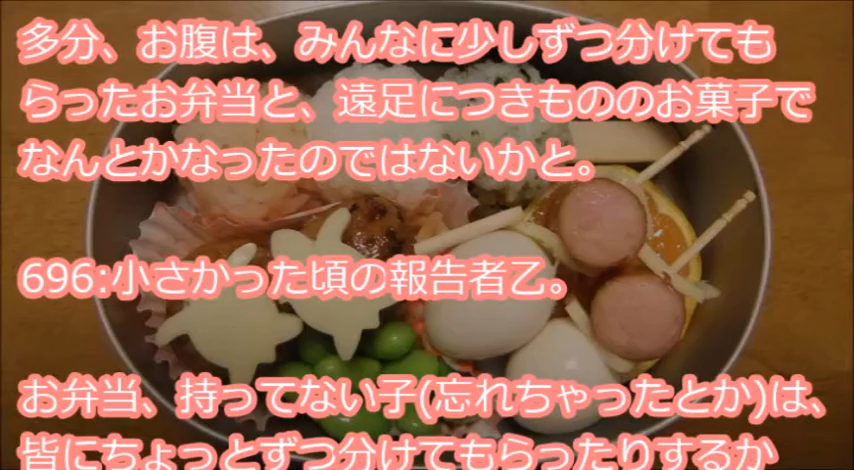 多分、お腹は、みんなに少しずつ分けても
らったお弁当と、遠足につきもののお菓子で
なんとかなったのではないかと。
696:小さかった頃の報告者乙。
お弁当、持ってない子(忘れちゃったとか)は、
皆にちょっとずつ分けてもらったりするか